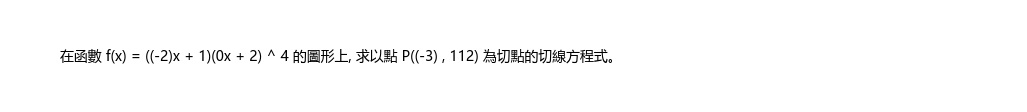 在函數 f(x) = ((-2)x + 1)(0x + 2) ^ 4 的圖形上, 求以點 P((-3) , 112) 為切點的切線方程式。